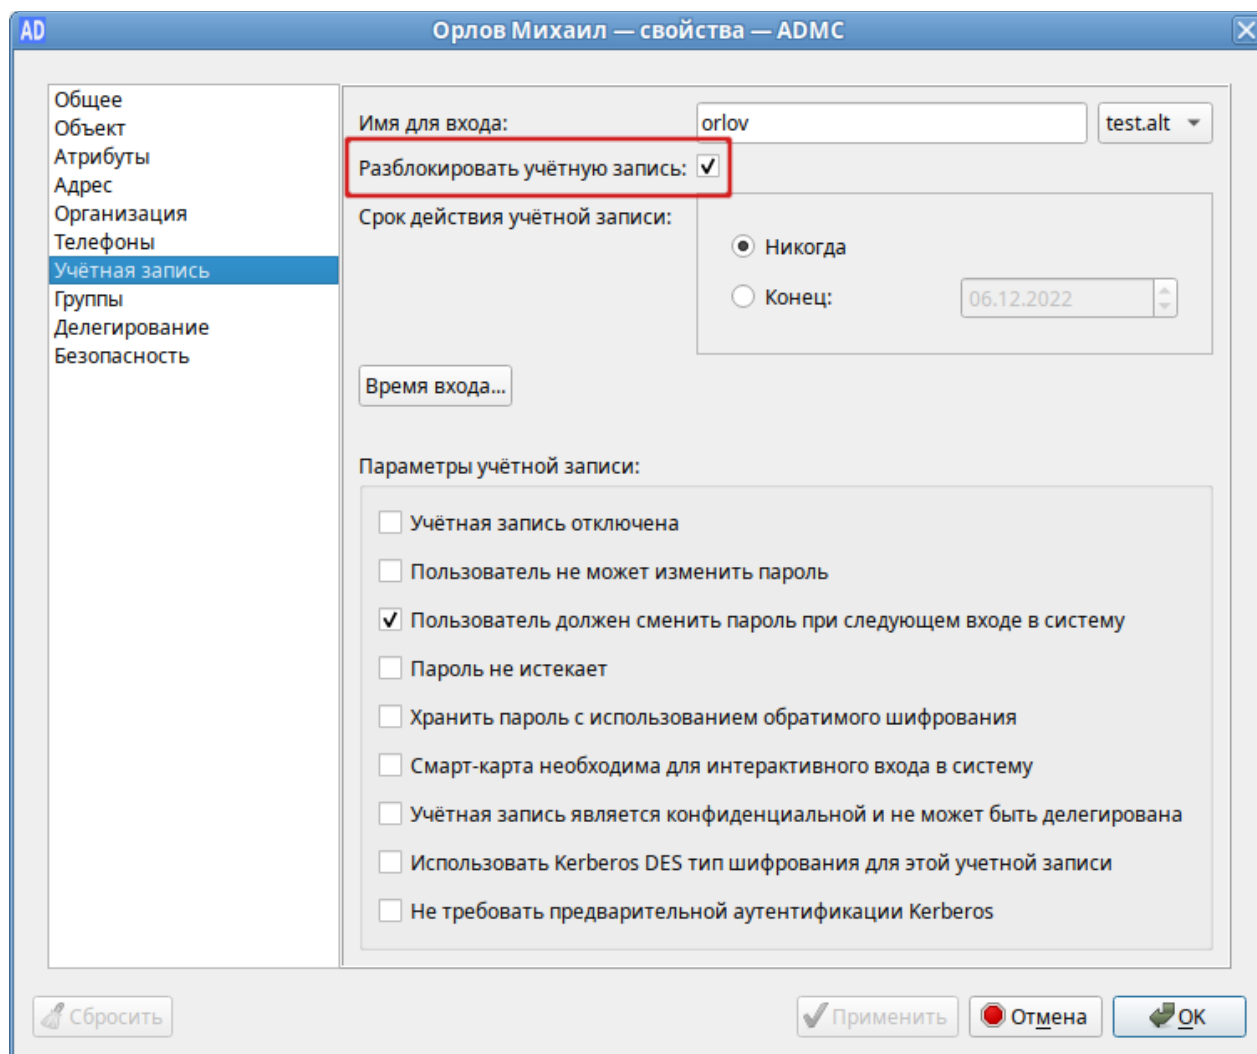 AD Орлов Михаил — свойства — ADMC
Общее
Объект
Атрибуты
Адрес
Организация
Телефоны
Учётная запись
Группы
Делегирование
Безопасность
Имя для входа: orlov test.alt
Разблокировать учётную запись:
Срок действия учётной записи:
Никогда
Конец: 06.12.2022
Время входа...
Параметры учётной записи:
Учётная запись отключена
Пользователь не может изменить пароль
Пользователь должен сменить пароль при следующем входе в систему
Пароль не истекает
Хранить пароль с использованием обратимого шифрования
Смарт-карта необходима для интерактивного входа в систему
Учётная запись является конфиденциальной и не может быть делегирована
Использовать Kerberos DES тип шифрования для этой учетной записи
Не требовать предварительной аутентификации Kerberos
Сбросить Применить Отмена OK